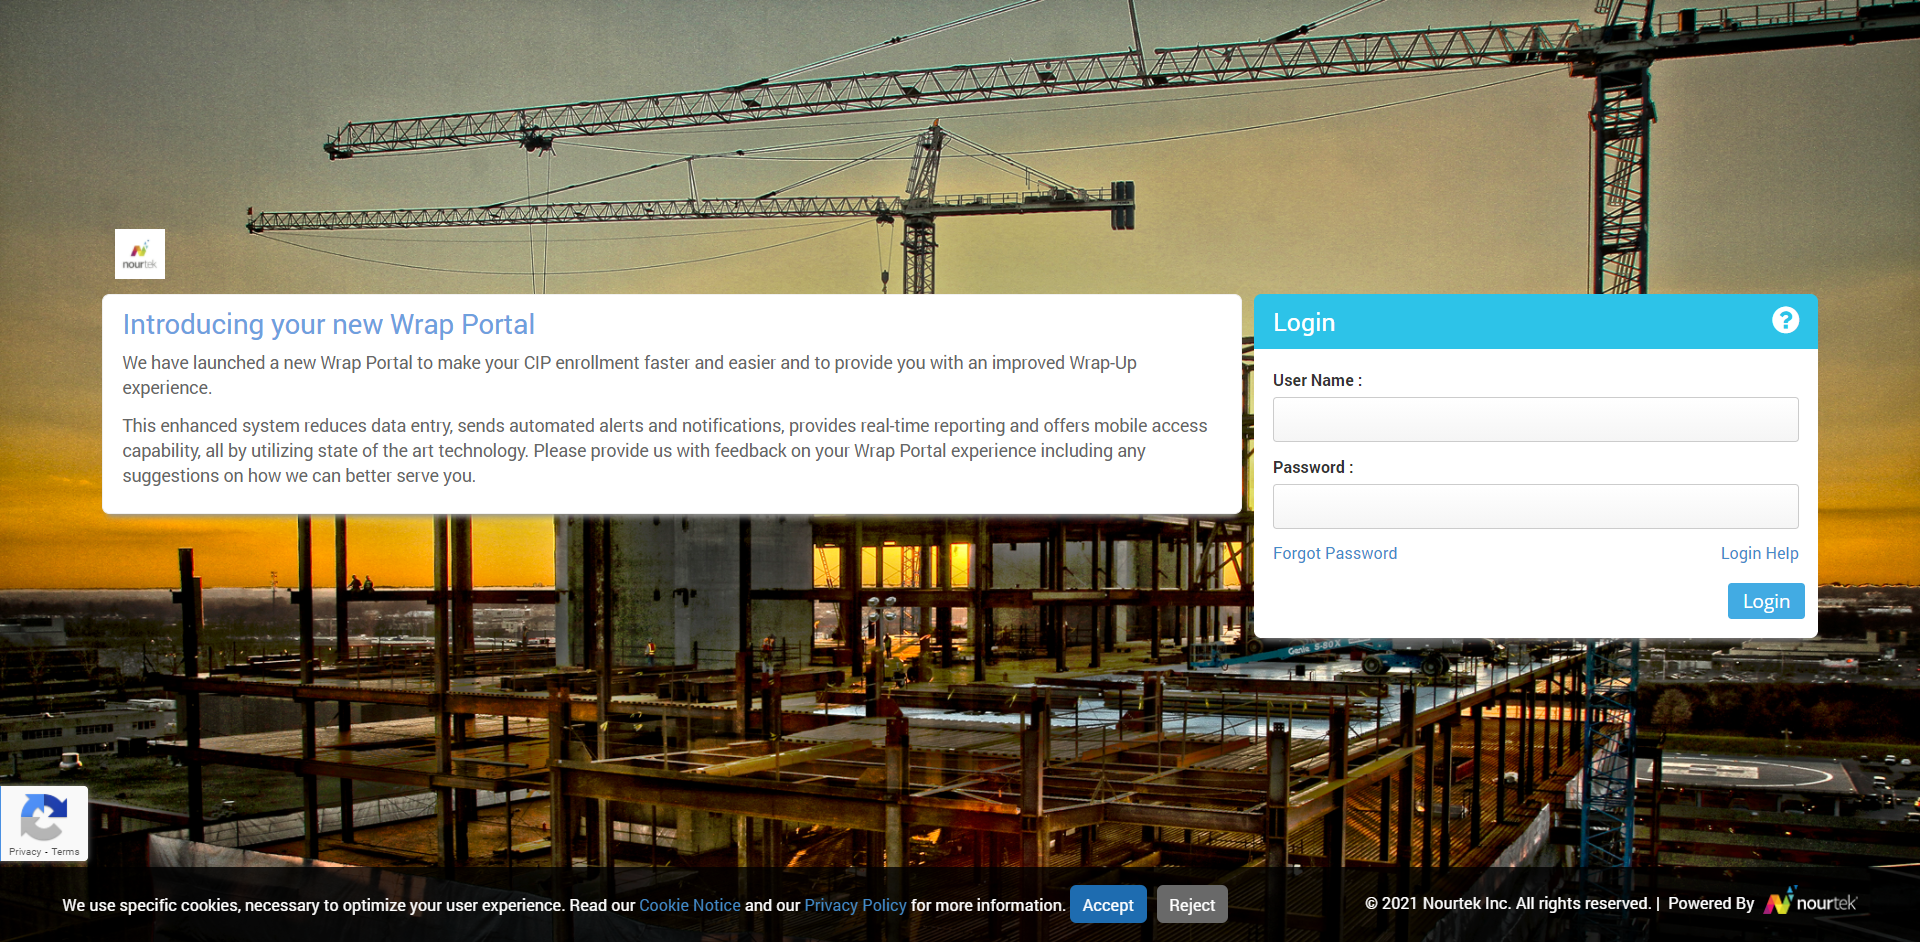 nourtek
Introducing your new Wrap Portal
We have launched a new Wrap Portal to make your CIP enrollment faster and easier and to provide you with an improved Wrap-Up
experience.
This enhanced system reduces data entry, sends automated alerts and notifications, provides real-time reporting and offers mobile access
capability, all by utilizing state of the art technology. Please provide us with feedback on your Wrap Portal experience including any
suggestions on how we can better serve you.
Login
?
User Name :
Password :
Forgot Password
Login Help
Login
Genie S-80X
Privacy - Terms
We use specific cookies, necessary to optimize your user experience. Read our Cookie Notice and our Privacy Policy for more information. Accept Reject
© 2021 Nourtek Inc. All rights reserved. | Powered By nourtek